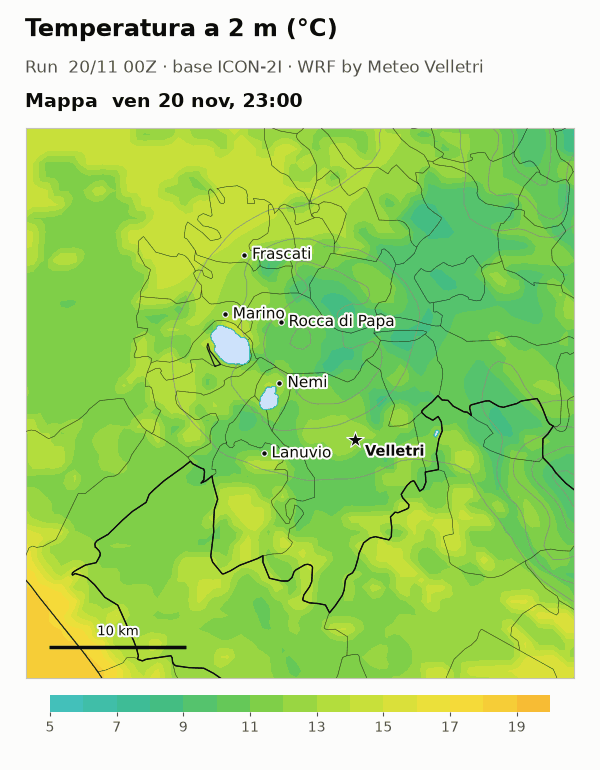 Temperatura a 2 m (°C)
Run  20/11 00Z · base ICON-2I · WRF by Meteo Velletri
Mappa  ven 20 nov, 23:00
Frascati
Marino
Rocca di Papa
Nemi
Velletri
Lanuvio
10 km
5 7 9 11 13 15 17 19